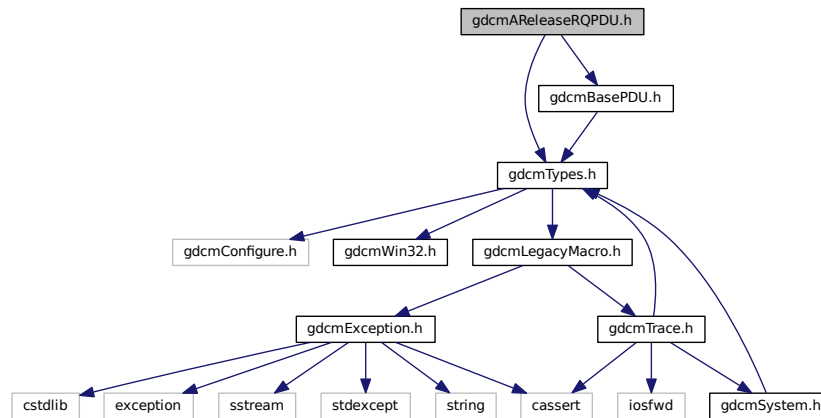 gdcmAReleaseRQPDU.h
gdcmBasePDU.h
gdcmTypes.h
gdcmConfigure.h
gdcmWin32.h
gdcmLegacyMacro.h
gdcmException.h
gdcmTrace.h
cstdlib
exception
sstream
stdexcept
string
cassert
iosfwd
gdcmSystem.h